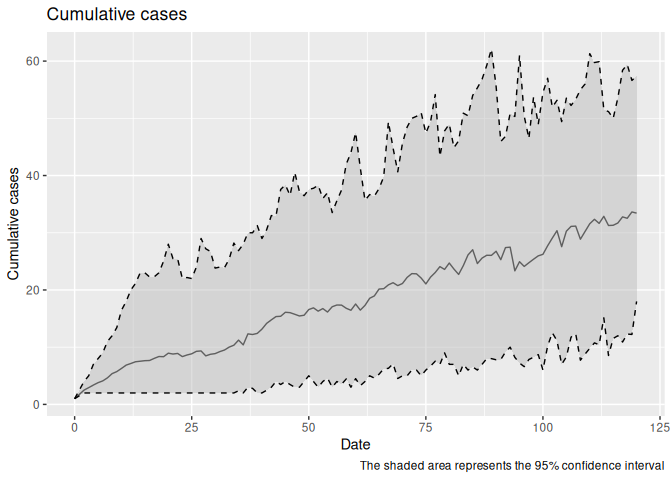 Cumulative cases
Cumulative cases
60
40
20
0
0 25 50 75 100 125
Date
The shaded area represents the 95% confidence interval